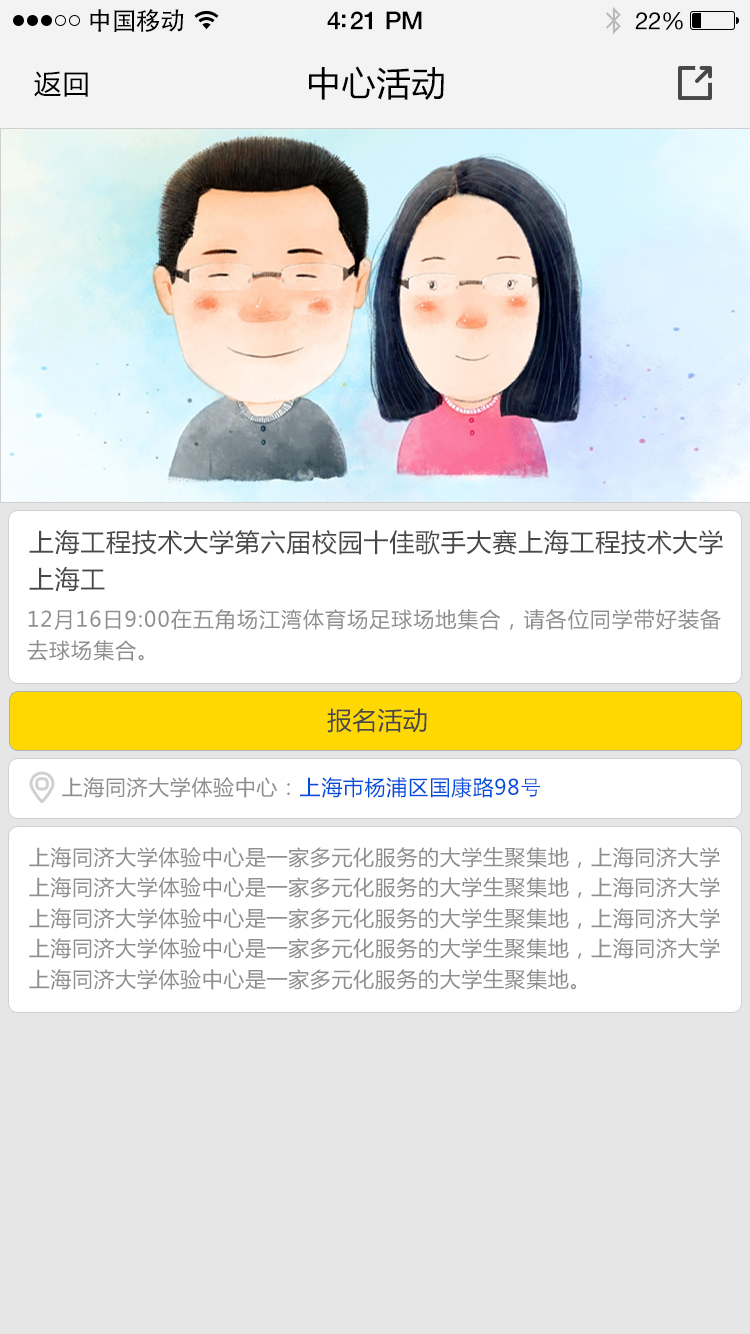 中国移动 4:21 PM 22%
返回 中心活动
上海工程技术大学第六届校园十佳歌手大赛上海工程技术大学
上海工
12月16日9:00在五角场江湾体育场足球场地集合，请各位同学带好装备
去球场集合。
报名活动
上海同济大学体验中心：上海市杨浦区国康路98号
上海同济大学体验中心是一家多元化服务的大学生聚集地，上海同济大学
上海同济大学体验中心是一家多元化服务的大学生聚集地，上海同济大学
上海同济大学体验中心是一家多元化服务的大学生聚集地，上海同济大学
上海同济大学体验中心是一家多元化服务的大学生聚集地，上海同济大学
上海同济大学体验中心是一家多元化服务的大学生聚集地。